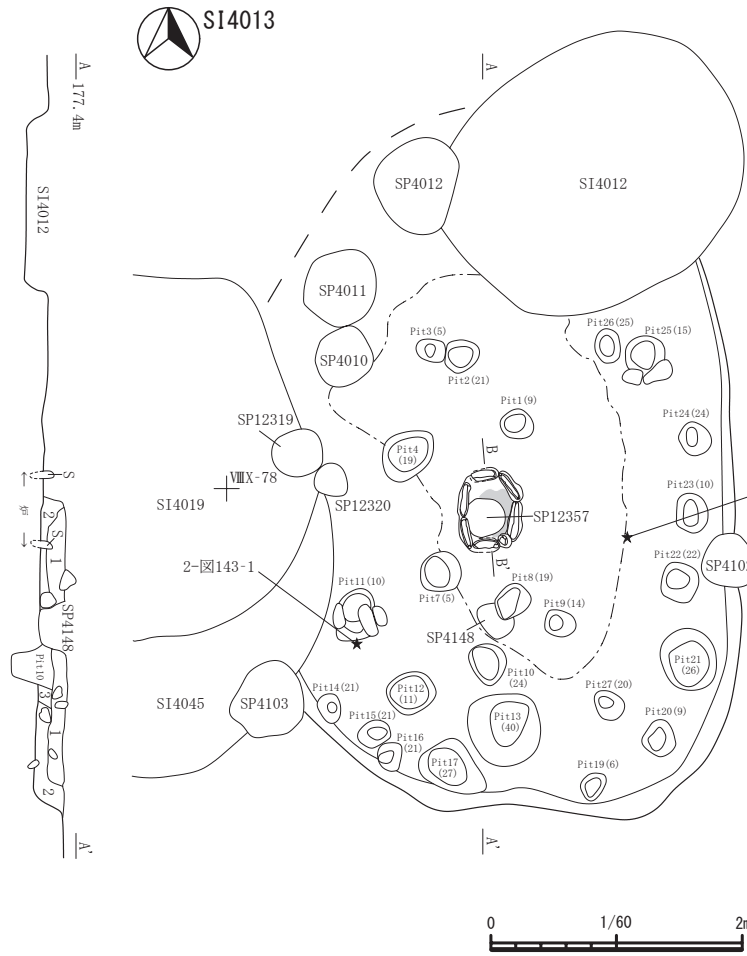 SI4013
A
177.4m
SI4012
S
炉
2
S
1
SP4148
Pit10
3
1
2
A'
A
SP4012
SI4012
SP4011
SP4010
Pit3(5)
Pit2(21)
Pit26(25)
Pit25(15)
Pit1(9)
Pit24(24)
SP12319
Pit4
(19)
B
ⅧX-78
SI4019
SP12320
SP12357
Pit23(10)
2-図143-1
B'
Pit22(22)
SP4102
Pit11(10)
Pit7(5)
Pit8(19)
Pit9(14)
SP4148
Pit10
(24)
Pit21
(26)
SI4045
SP4103
Pit14(21)
Pit12
(11)
Pit27(20)
Pit15(21)
Pit13
(40)
Pit20(9)
Pit16
(21)
Pit17
(27)
Pit19(6)
A'
0 1/60 2m